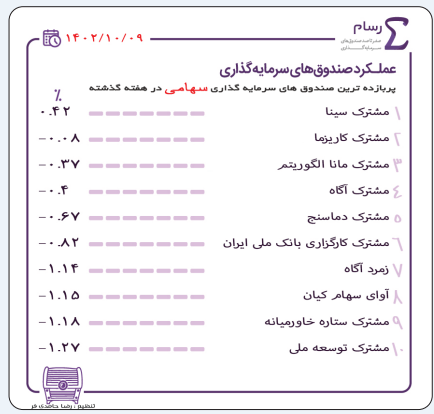 رسام
۱۴۰۲/۱۰/۰۹
عملکرد صندوق‌های سرمایه‌گذاری
پربازده ترین صندوق های سرمایه گذاری سهامی در هفته گذشته
٪
۱ مشترک سینا ۰.۴۲
۲ مشترک کاریزما −۰.۰۸
۳ مشترک مانا الگوریتم −۰.۳۷
۴ مشترک آگاه −۰.۴
۵ مشترک دماسنج −۰.۶۷
۶ مشترک کارگزاری بانک ملی ایران −۰.۸۲
۷ زمرد آگاه −۱.۱۴
۸ آوای سهام کیان −۱.۱۵
۹ مشترک ستاره خاورمیانه −۱.۱۸
۱۰ مشترک توسعه ملی −۱.۲۷
تنظیم : رضا حامدی فر